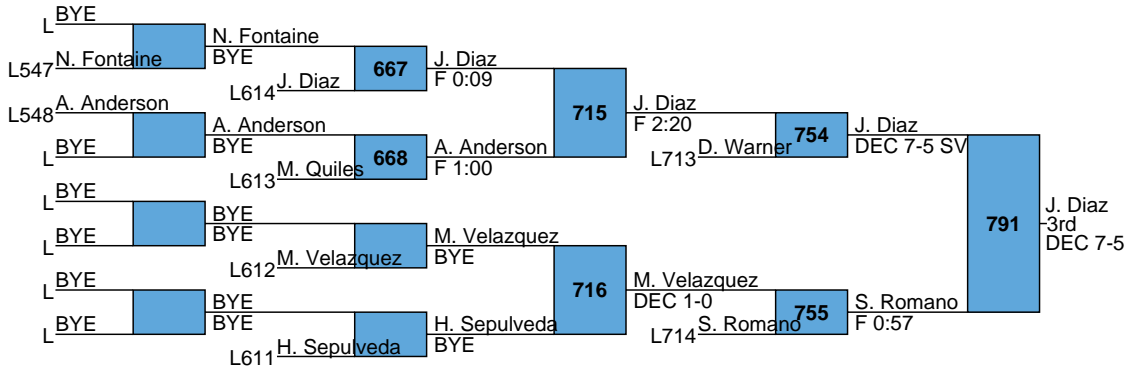 BYE
L
N. Fontaine
L547
N. Fontaine
BYE
667
J. Diaz
L614
J. Diaz
F 0:09
A. Anderson
L548
BYE
L
A. Anderson
BYE
668
M. Quiles
L613
A. Anderson
F 1:00
715
J. Diaz
F 2:20
754
D. Warner
L713
J. Diaz
DEC 7-5 SV
BYE
L
BYE
L
BYE
BYE
M. Velazquez
L612
M. Velazquez
BYE
BYE
L
BYE
L
BYE
BYE
H. Sepulveda
L611
H. Sepulveda
BYE
716
M. Velazquez
DEC 1-0
755
S. Romano
L714
S. Romano
F 0:57
791
J. Diaz
3rd
DEC 7-5